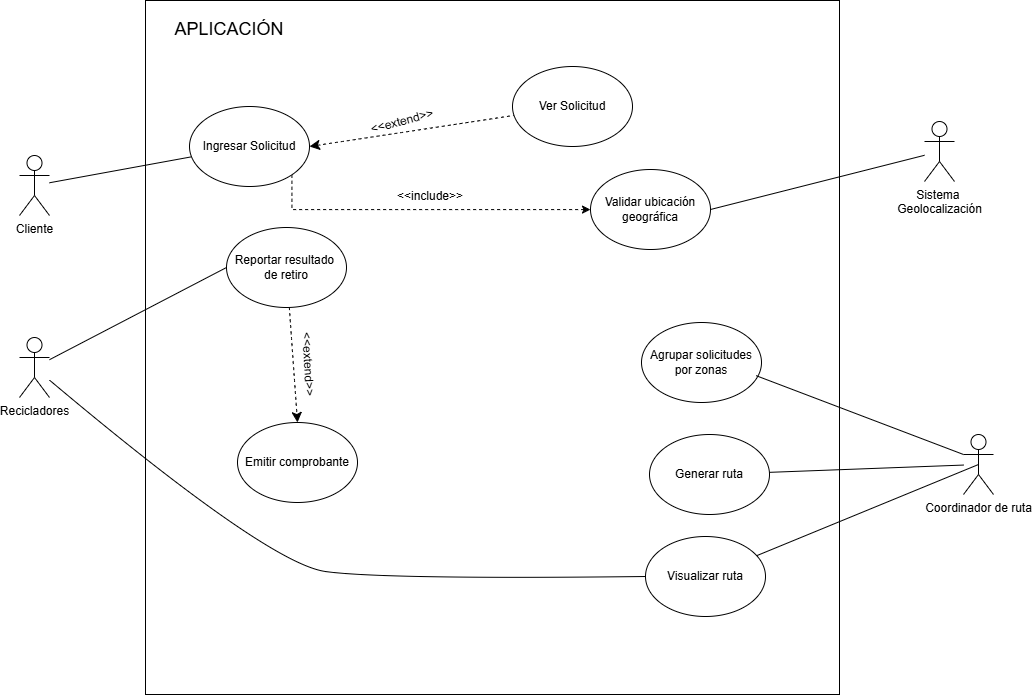 APLICACIÓN
Ver Solicitud
<<extend>>
Ingresar Solicitud
Cliente
<<include>>
Validar ubicación
geográfica
Sistema
Geolocalización
Reportar resultado
de retiro
<<extend>>
Recicladores
Agrupar solicitudes
por zonas
Emitir comprobante
Generar ruta
Coordinador de ruta
Visualizar ruta